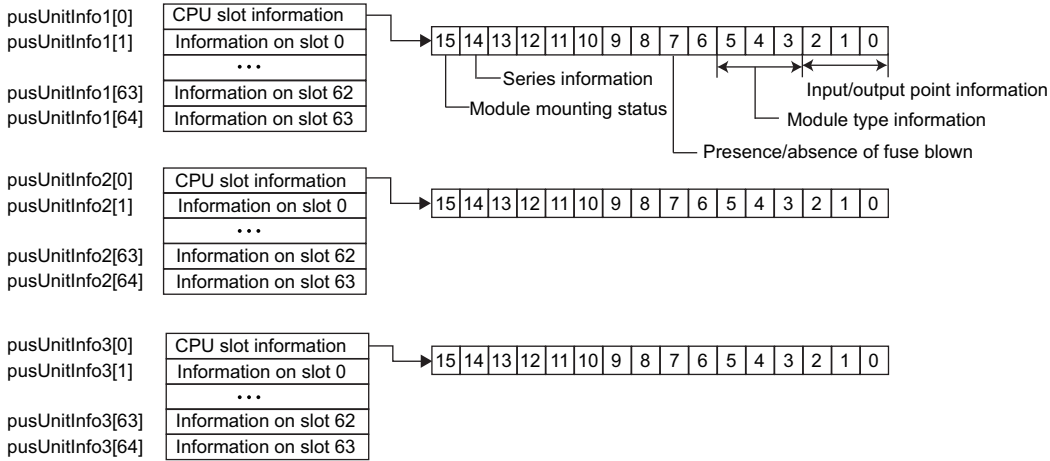 pusUnitInfo1[0] CPU slot information
pusUnitInfo1[1] Information on slot 0 15 14 13 12 11 10 9 8 7 6 5 4 3 2 1 0
...
Series information
Input/output point information
pusUnitInfo1[63] Information on slot 62
Module mounting status
Module type information
pusUnitInfo1[64] Information on slot 63
Presence/absence of fuse blown
pusUnitInfo2[0] CPU slot information
pusUnitInfo2[1] Information on slot 0 15 14 13 12 11 10 9 8 7 6 5 4 3 2 1 0
...
pusUnitInfo2[63] Information on slot 62
pusUnitInfo2[64] Information on slot 63
pusUnitInfo3[0] CPU slot information
pusUnitInfo3[1] Information on slot 0 15 14 13 12 11 10 9 8 7 6 5 4 3 2 1 0
...
pusUnitInfo3[63] Information on slot 62
pusUnitInfo3[64] Information on slot 63